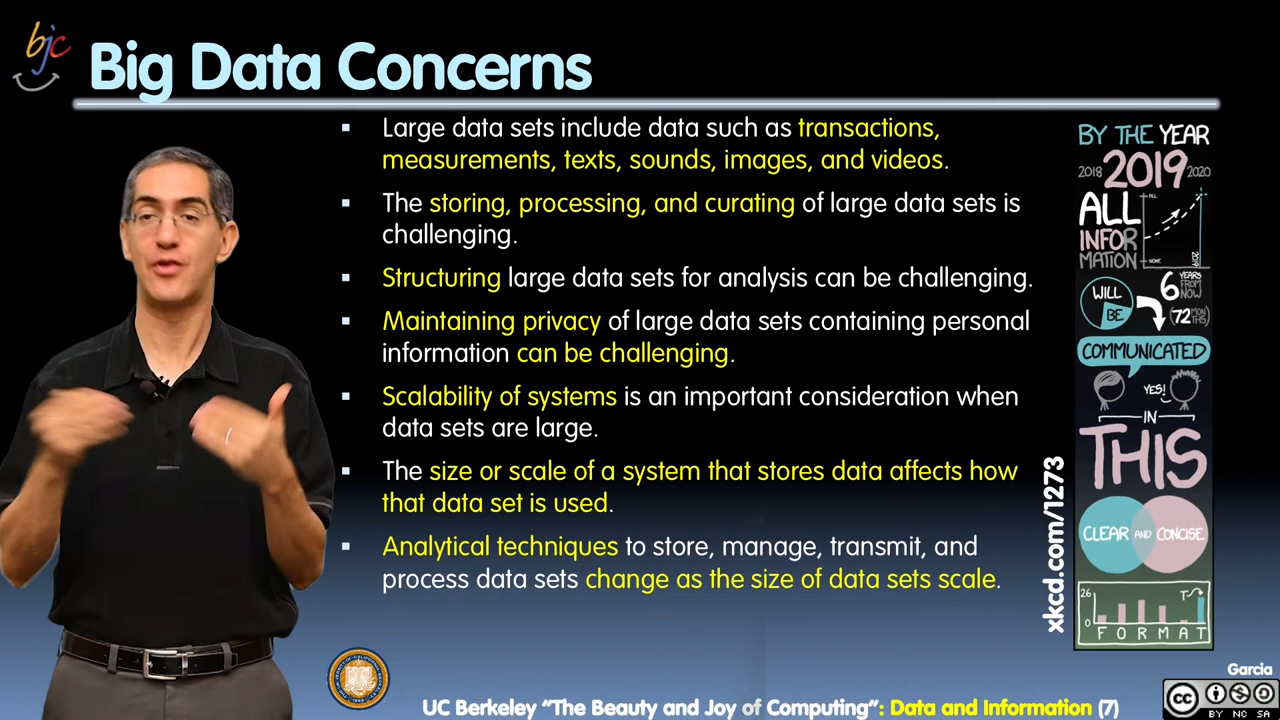 bjc
Big Data Concerns
Large data sets include data such as transactions,
measurements, texts, sounds, images, and videos.
The storing, processing, and curating of large data sets is
challenging.
Structuring large data sets for analysis can be challenging.
Maintaining privacy of large data sets containing personal
information can be challenging.
Scalability of systems is an important consideration when
data sets are large.
The size or scale of a system that stores data affects how
that data set is used.
Analytical techniques to store, manage, transmit, and
process data sets change as the size of data sets scale.
BY THE YEAR
2018 2019 2020
ALL
INFOR
MATION
ALL
NONE
2019
WILL
BE
6 YEARS
FROM
NOW
(72 MONTHS)
COMMUNICATED
YES!
IN
THIS
CLEAR AND CONCISE
26
0
T
F O R M A T
xkcd.com/1273
Garcia
UC Berkeley “The Beauty and Joy of Computing”: Data and Information (7)
cc
BY NC SA